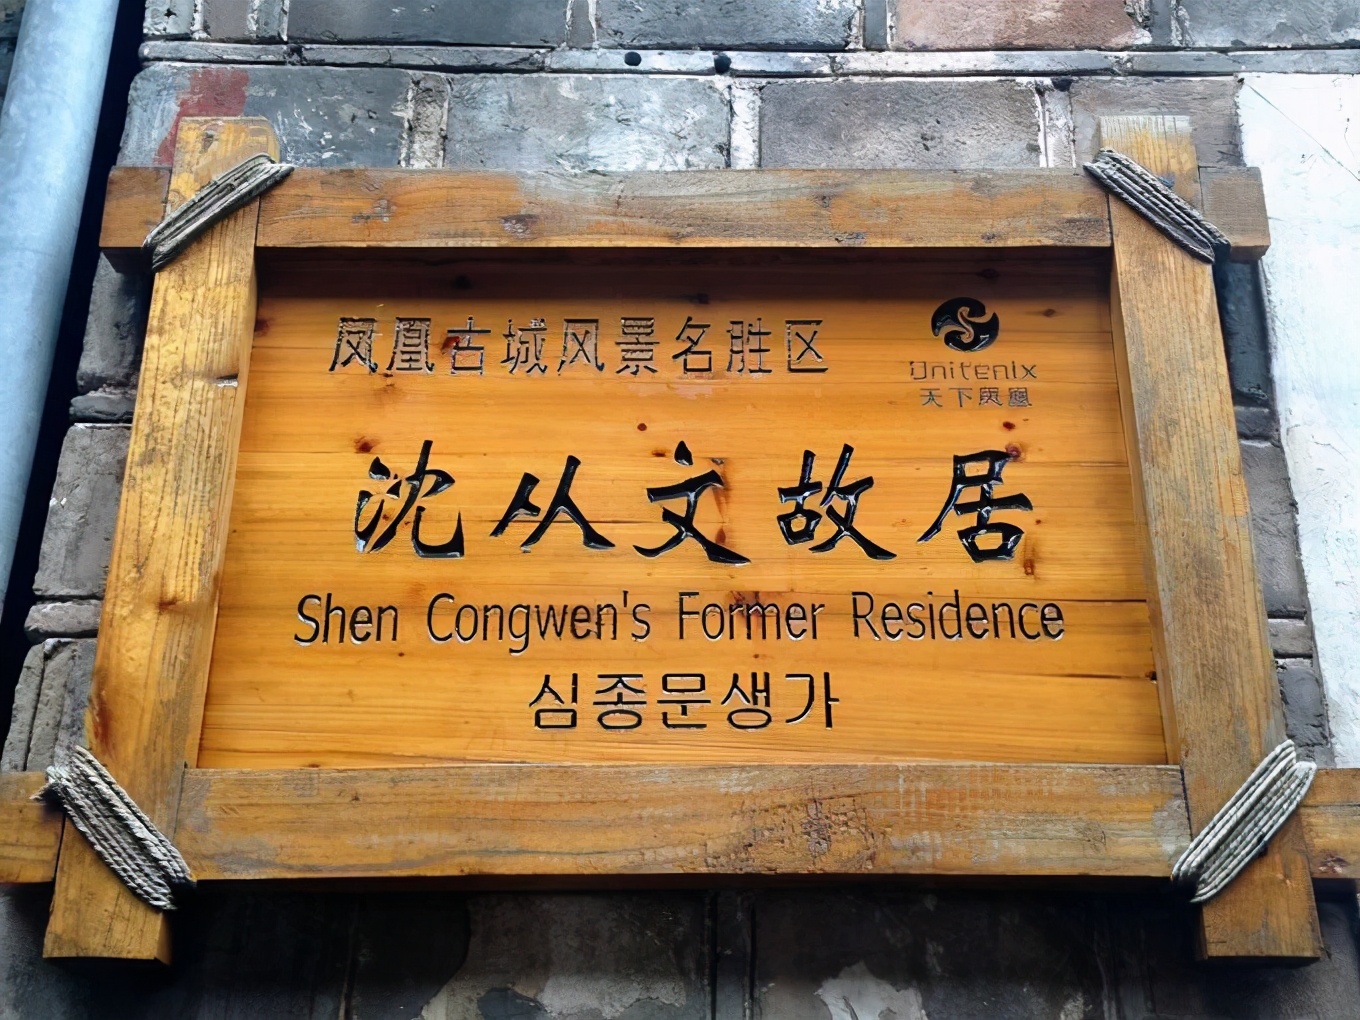 凤凰古城风景名胜区
Unitenix
天下凤凰
沈从文故居
Shen Congwen's Former Residence
심종문생가